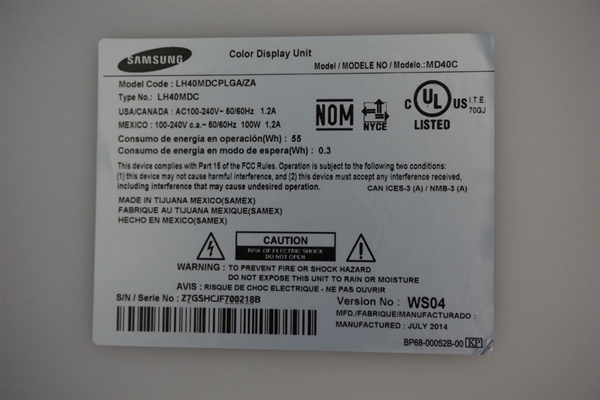 SAMSUNG
Color Display Unit
Model / MODELE NO / Modelo.: MD40C
Model Code : LH40MDCPLGA/ZA
Type No.: LH40MDC
USA/CANADA : AC100-240V~ 50/60Hz 1.2A
MEXICO : 100-240V c.a.~ 50/60Hz 100W 1,2A
Consumo de energía en operación(Wh) : 55
Consumo de energía en modo de espera(Wh) : 0.3
NOM
NYCE
C UL US I.T.E.
70GJ
LISTED
This device complies with Part 15 of the FCC Rules. Operation is subject to the following two conditions:
(1) this device may not cause harmful interference, and (2) this device must accept any interference received,
including interference that may cause undesired operation.
CAN ICES-3 (A) / NMB-3 (A)
MADE IN TIJUANA MEXICO(SAMEX)
FABRIQUE AU TIJUANA MEXIQUE(SAMEX)
HECHO EN MEXICO(SAMEX)
CAUTION
RISK OF ELECTRIC SHOCK
DO NOT OPEN
WARNING : TO PREVENT FIRE OR SHOCK HAZARD
DO NOT EXPOSE THIS UNIT TO RAIN OR MOISTURE
AVIS : RISQUE DE CHOC ELECTRIQUE - NE PAS OUVRIR
S/N / Serie No : Z7GSHCJF700218B
Version No : WS04
MFD./FABRIQUE/MANUFACTURADO :
MANUFACTURED : JULY 2014
BP68-00052B-00 KP